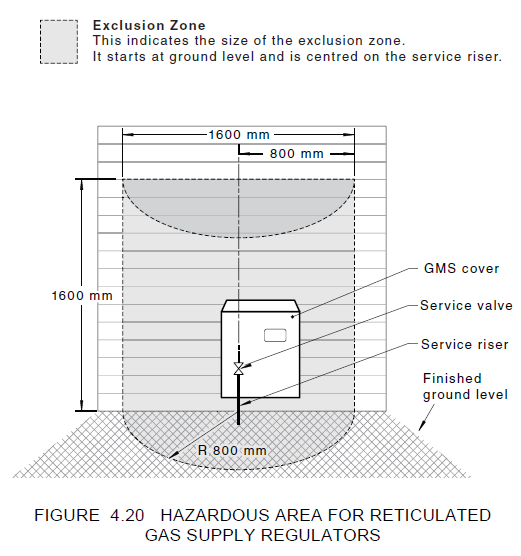 Exclusion Zone
This indicates the size of the exclusion zone.
It starts at ground level and is centred on the service riser.
1600 mm
800 mm
1600 mm
GMS cover
Service valve
Service riser
Finished
ground level
R 800 mm
FIGURE 4.20 HAZARDOUS AREA FOR RETICULATED
GAS SUPPLY REGULATORS